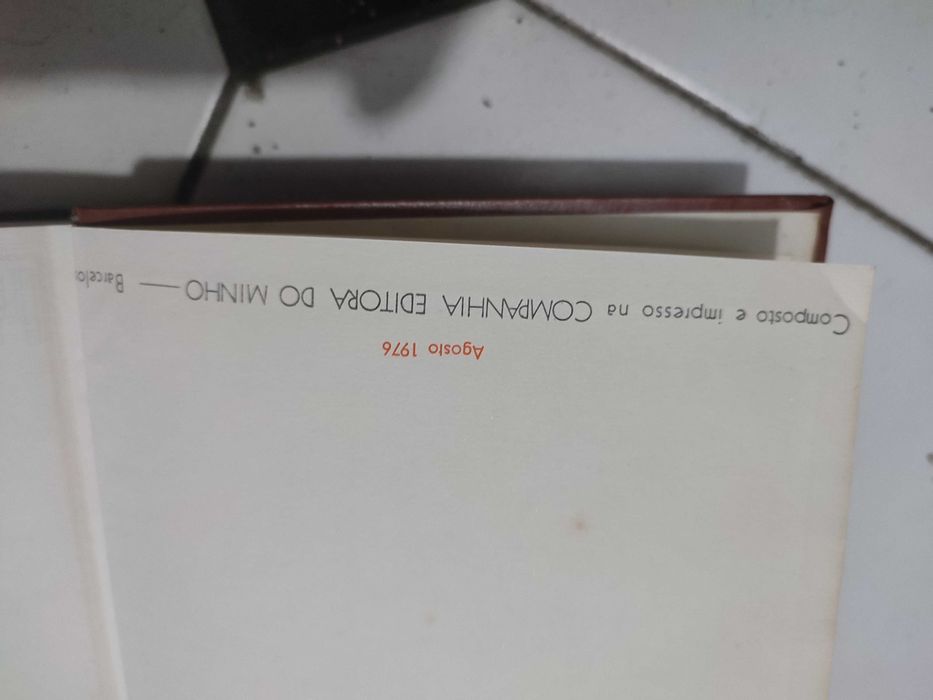 Agosto 1976
Composto e impresso na COMPANHIA EDITORA DO MINHO — Barcelos